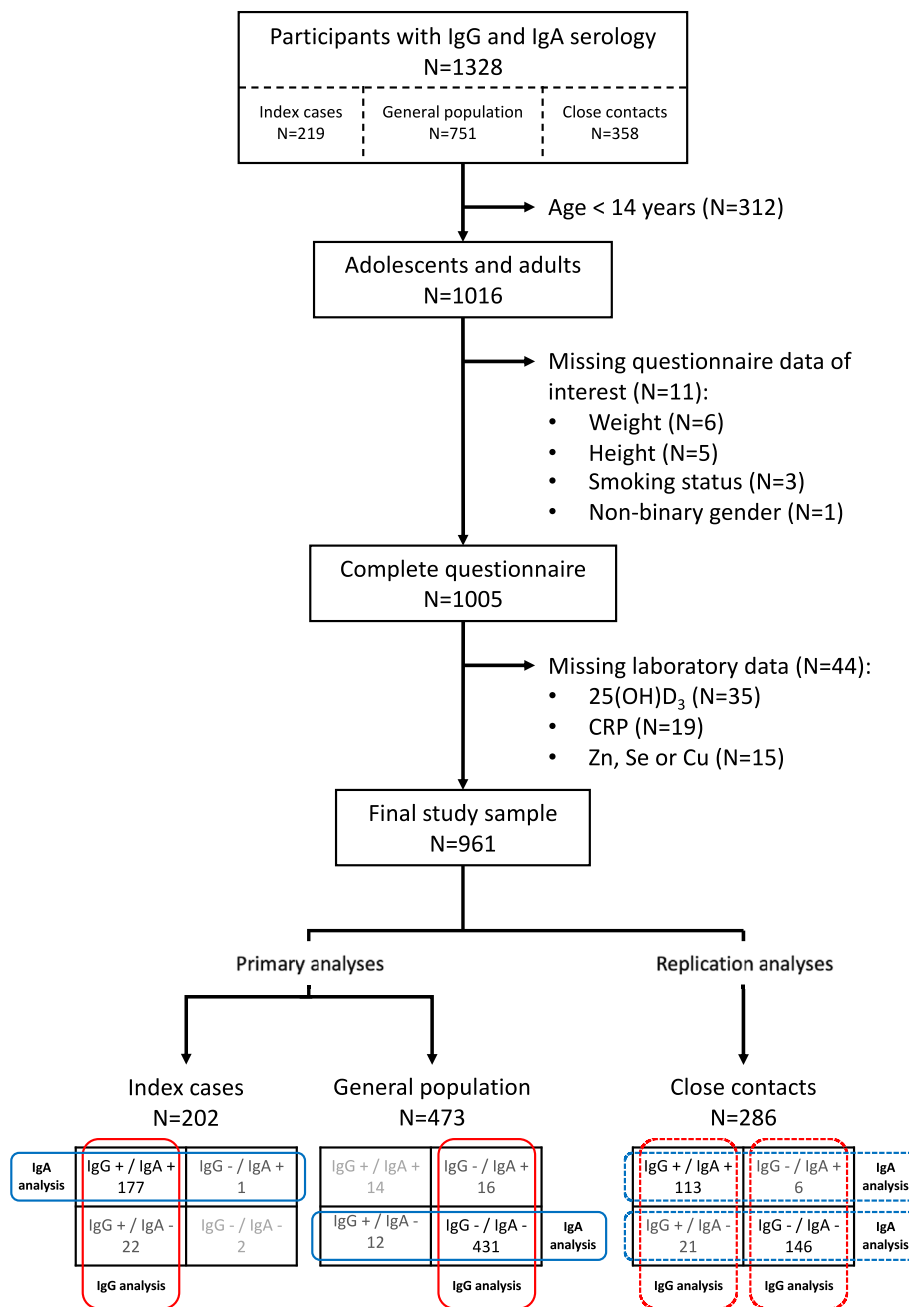 Participants with IgG and IgA serology
N=1328
Index cases
N=219
General population
N=751
Close contacts
N=358
Age < 14 years (N=312)
Adolescents and adults
N=1016
Missing questionnaire data of
interest (N=11):
• Weight (N=6)
• Height (N=5)
• Smoking status (N=3)
• Non-binary gender (N=1)
Complete questionnaire
N=1005
Missing laboratory data (N=44):
• 25(OH)D₃ (N=35)
• CRP (N=19)
• Zn, Se or Cu (N=15)
Final study sample
N=961
Primary analyses
Replication analyses
Index cases
N=202
IgA
analysis
IgG + / IgA +
177
IgG - / IgA +
1
IgG + / IgA -
22
IgG - / IgA -
2
IgG analysis
General population
N=473
IgG + / IgA +
14
IgG - / IgA +
16
IgG + / IgA -
12
IgG - / IgA -
431
IgA
analysis
IgG analysis
Close contacts
N=286
IgG + / IgA +
113
IgG - / IgA +
6
IgA
analysis
IgG + / IgA -
21
IgG - / IgA -
146
IgA
analysis
IgG analysis
IgG analysis